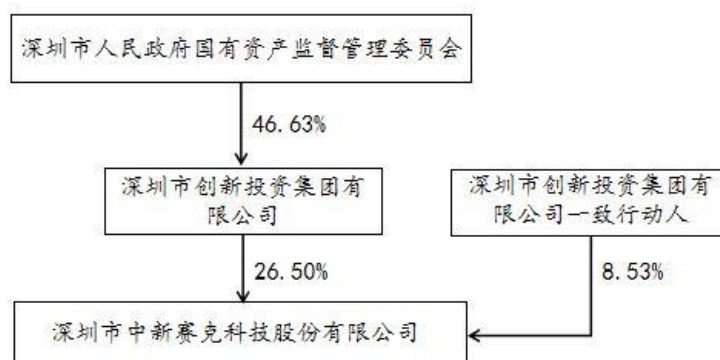 深圳市人民政府国有资产监督管理委员会
46.63%
深圳市创新投资集团有
限公司
深圳市创新投资集团有
限公司一致行动人
26.50%
8.53%
深圳市中新赛克科技股份有限公司